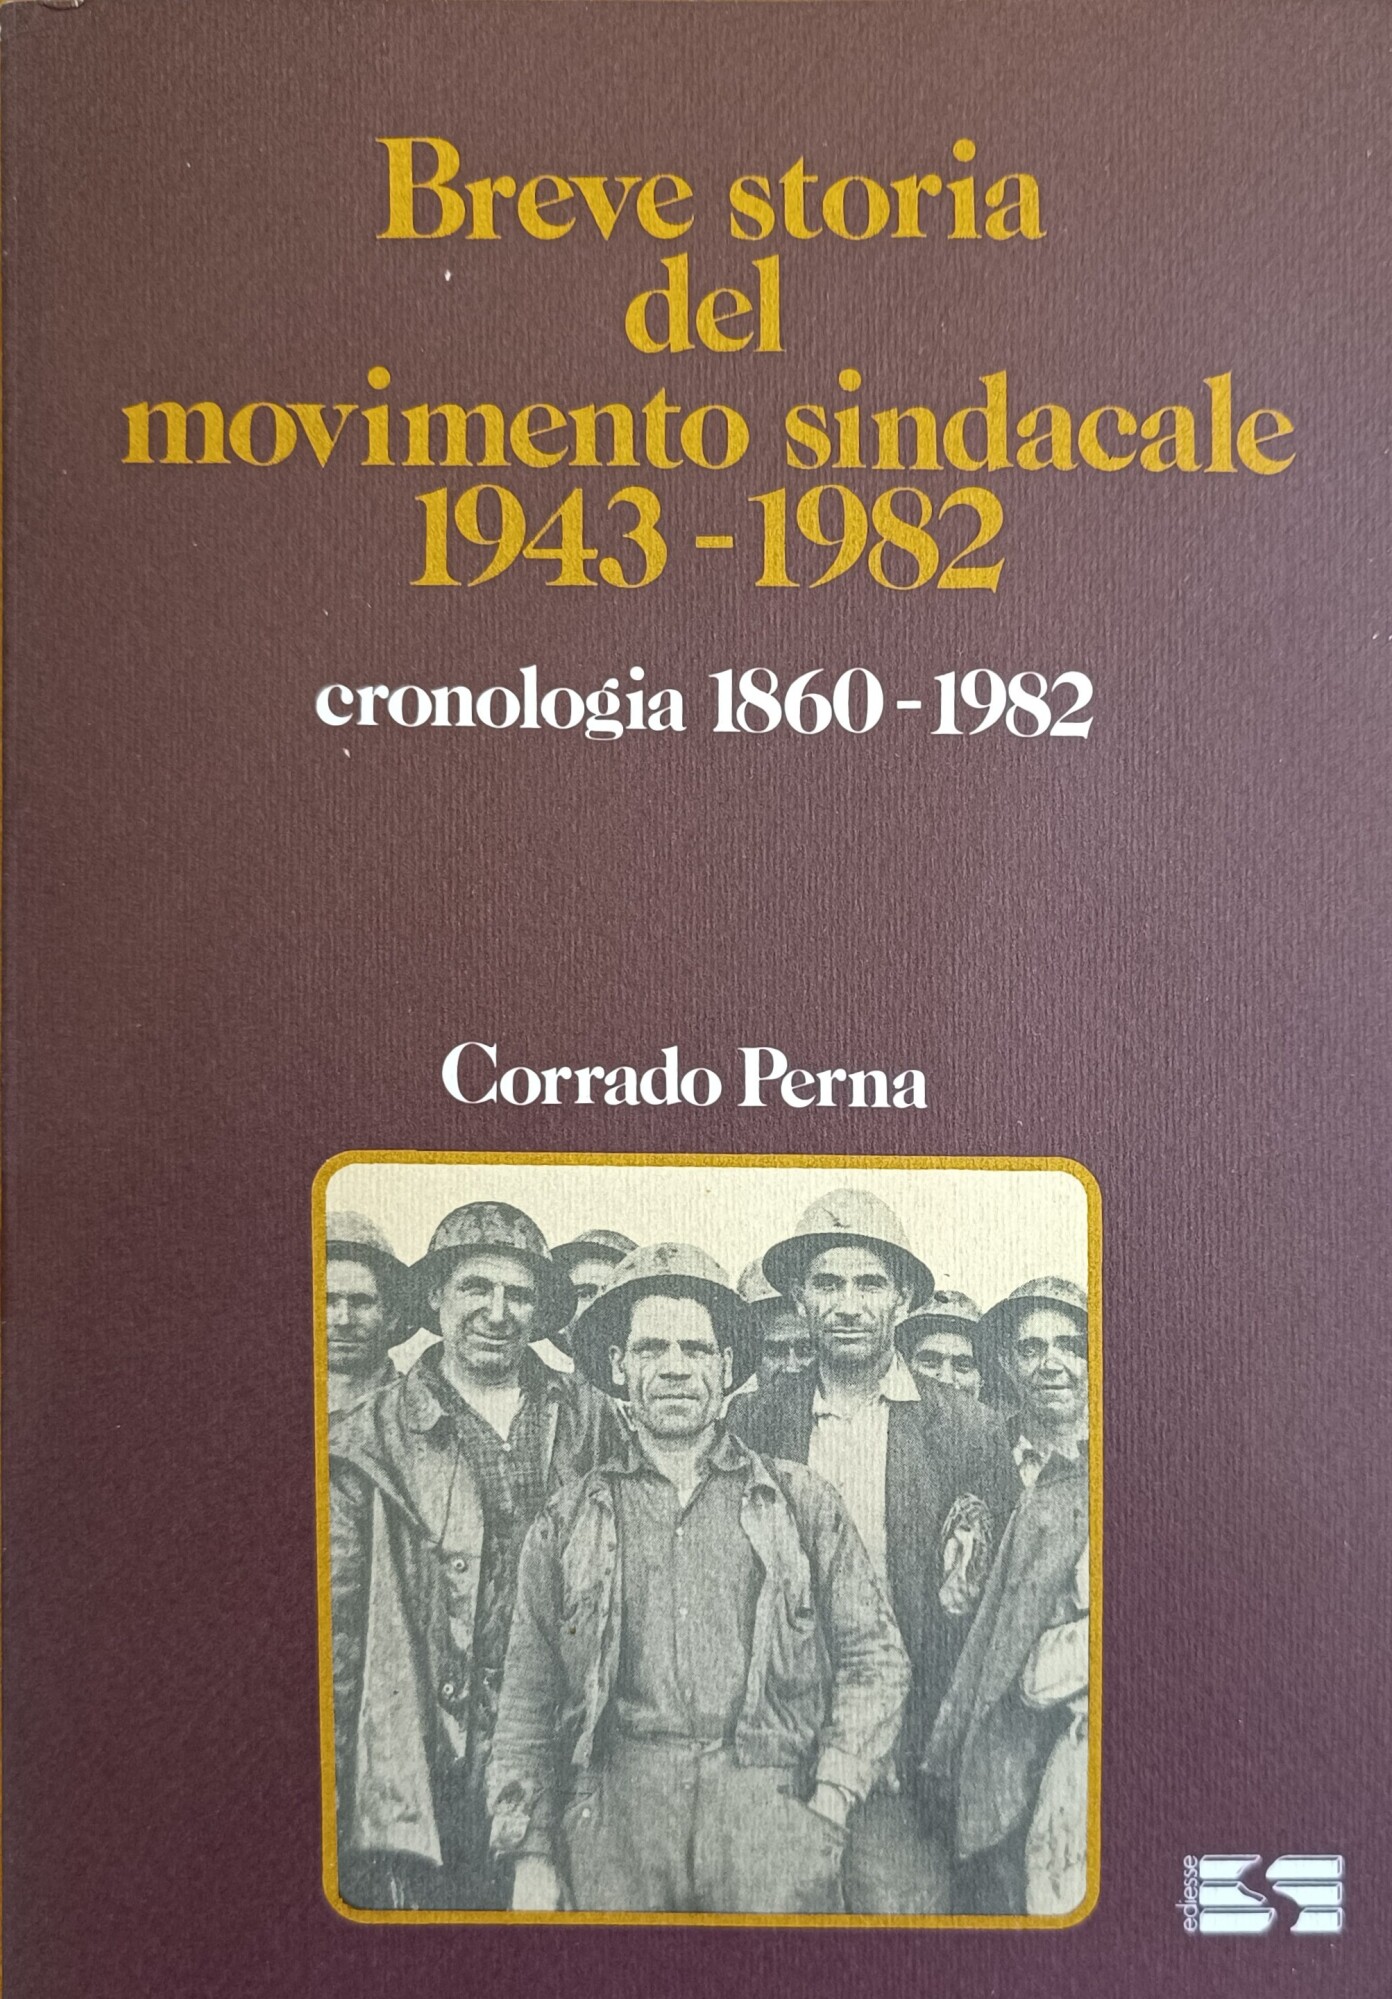 Breve storia
del
movimento sindacale
1943-1982
cronologia 1860-1982
Corrado Perna
ediesse